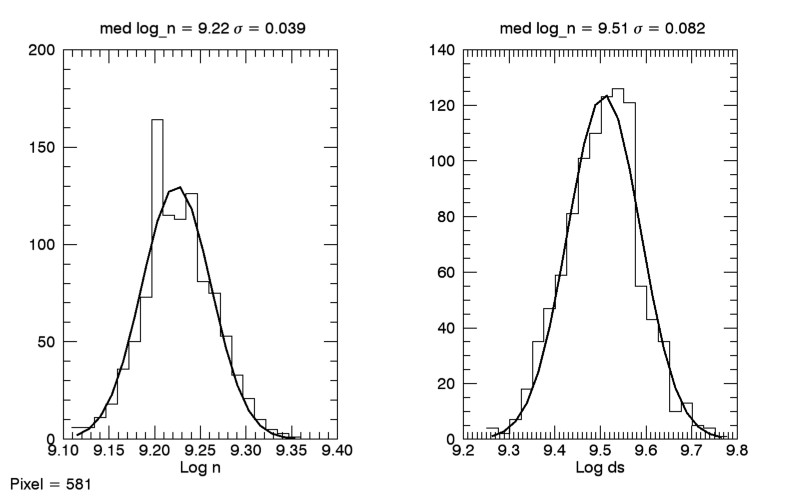 med log_n = 9.22 σ = 0.039
200
150
100
50
0
9.10 9.15 9.20 9.25 9.30 9.35 9.40
Log n
med log_n = 9.51 σ = 0.082
140
120
100
80
60
40
20
0
9.2 9.3 9.4 9.5 9.6 9.7 9.8
Log ds
Pixel = 581